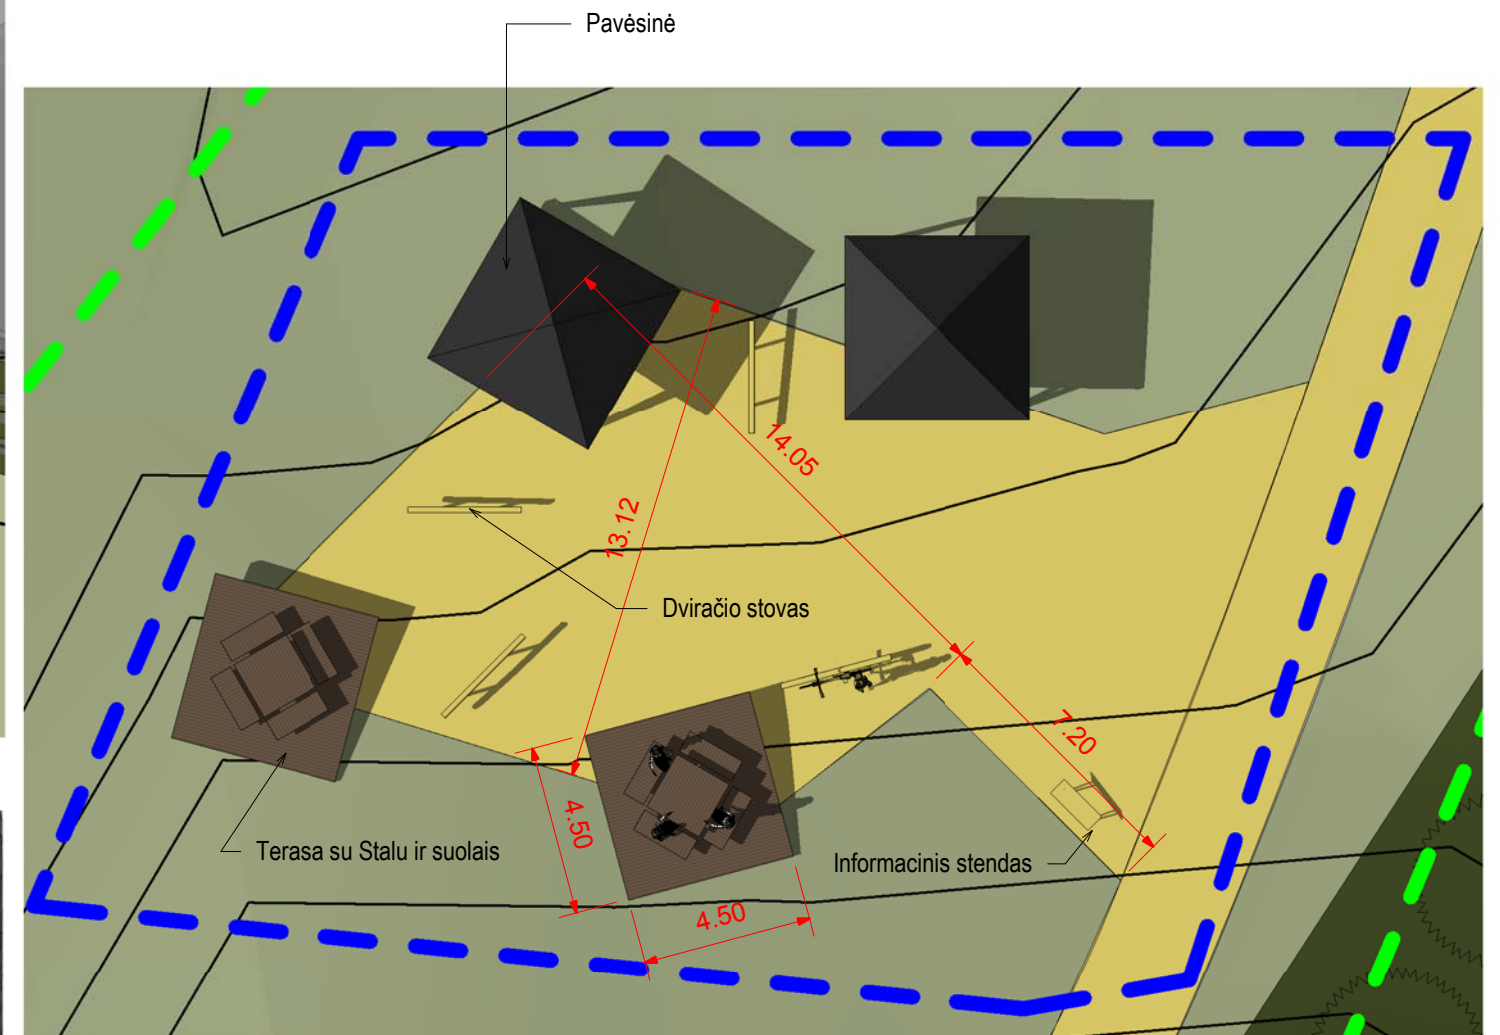 Pavėsinė
14.05
13.12
Dviračio stovas
7.20
4.50
Terasa su Stalu ir suolais
Informacinis stendas
4.50